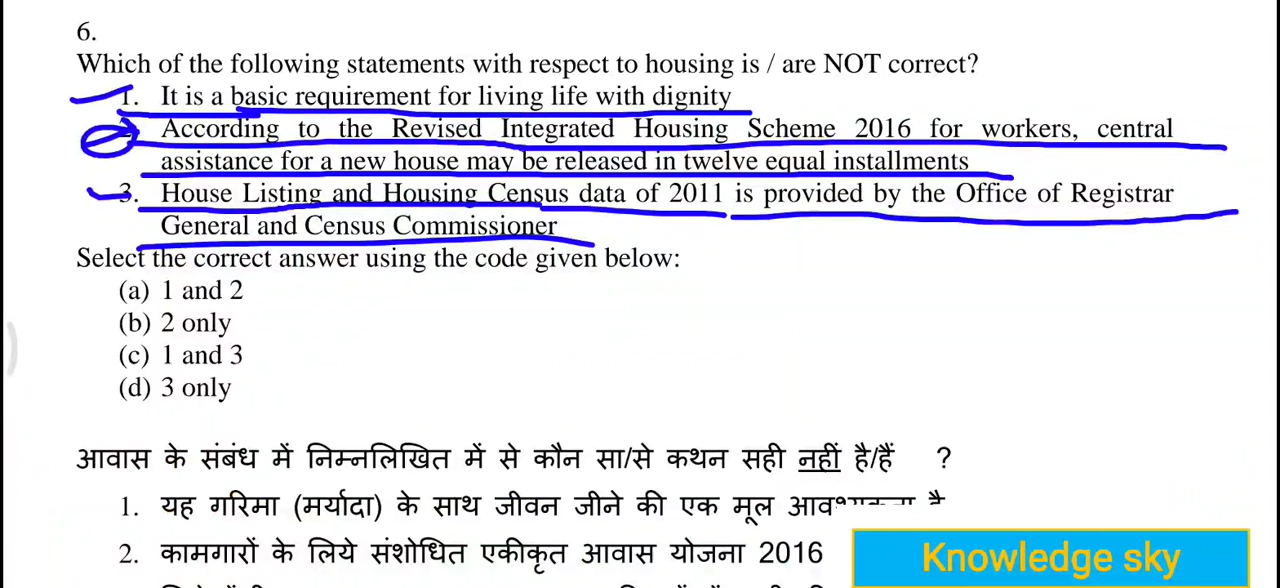 6.
Which of the following statements with respect to housing is / are NOT correct?
1. It is a basic requirement for living life with dignity
According to the Revised Integrated Housing Scheme 2016 for workers, central
assistance for a new house may be released in twelve equal installments
3. House Listing and Housing Census data of 2011 is provided by the Office of Registrar
General and Census Commissioner
Select the correct answer using the code given below:
(a) 1 and 2
(b) 2 only
(c) 1 and 3
(d) 3 only
आवास के संबंध में निम्नलिखित में से कौन सा/से कथन सही नहीं है/हैं ?
1. यह गरिमा (मर्यादा) के साथ जीवन जीने की एक मूल
2. कामगारों के लिये संशोधित एकीकृत आवास योजना 2016
Knowledge sky